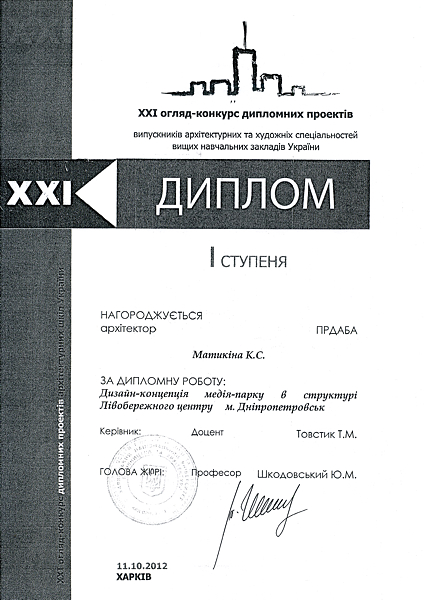 XXI огляд-конкурс дипломних проектів
випускників архітектурних та художніх спеціальностей
вищих навчальних закладів України
XXI
ДИПЛОМ
I СТУПЕНЯ
НАГОРОДЖУЄТЬСЯ
архітектор ПРДАБА
Матикіна К.С.
ЗА ДИПЛОМНУ РОБОТУ:
Дизайн-концепція медія-парку в структурі
Лівобережного центру м. Дніпропетровськ
Керівник: Доцент Товстик Т.М.
ГОЛОВА ЖУРІ: Професор Шкодовський Ю.М.
11.10.2012
ХАРКІВ
XXI огляд-конкурс дипломних проектів архітектурних шкіл України